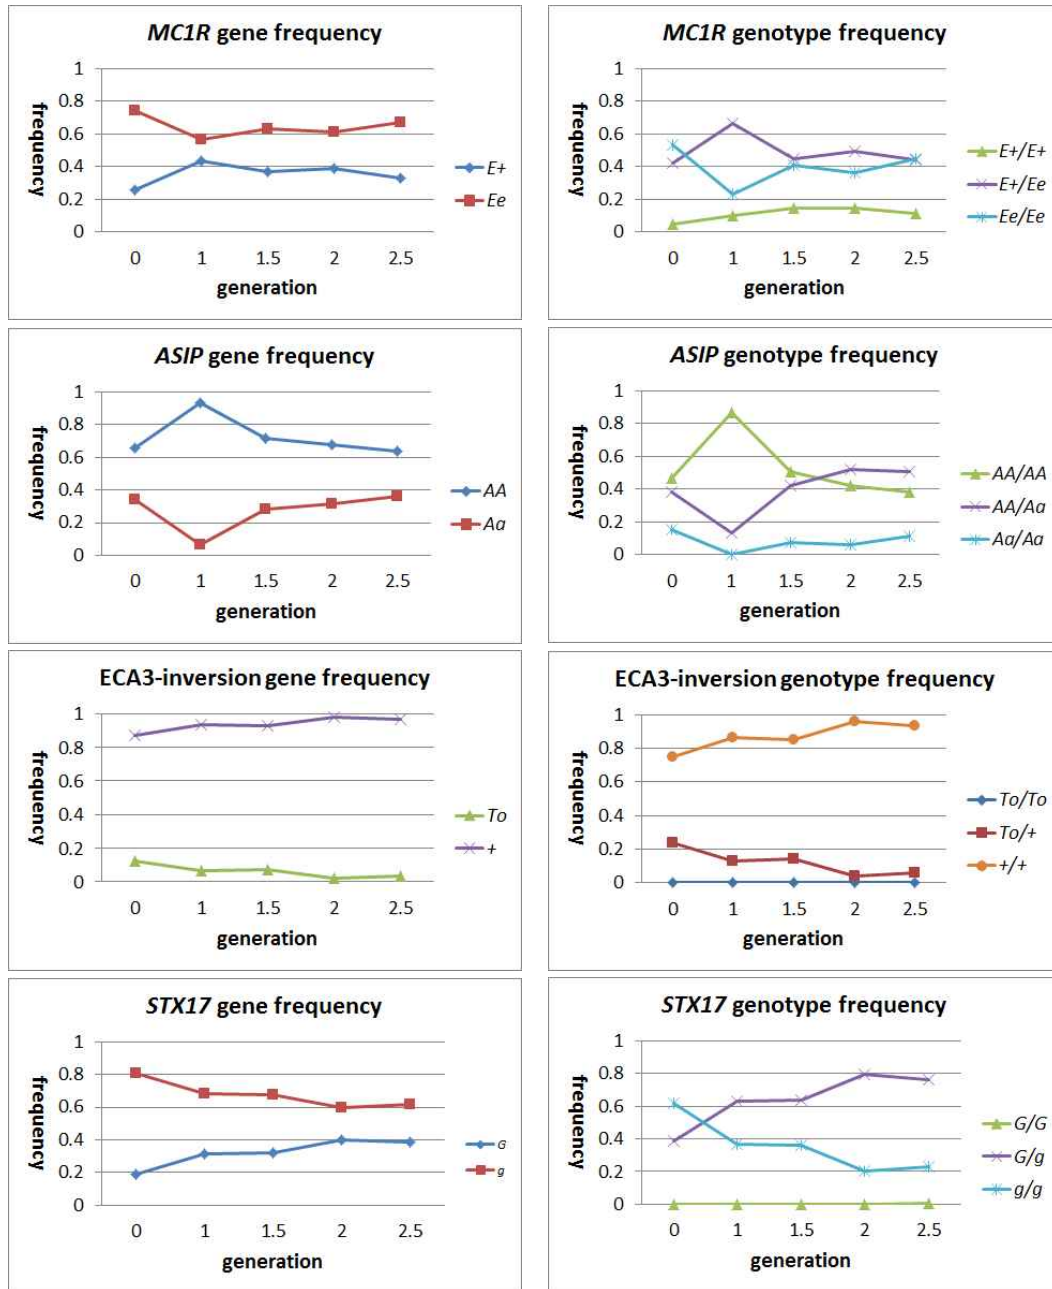 MC1R gene frequency
1
0.8
0.6
0.4
0.2
0
frequency
0 1 1.5 2 2.5
generation
E+
Ee
MC1R genotype frequency
1
0.8
0.6
0.4
0.2
0
frequency
0 1 1.5 2 2.5
generation
E+/E+
E+/Ee
Ee/Ee
ASIP gene frequency
1
0.8
0.6
0.4
0.2
0
frequency
0 1 1.5 2 2.5
generation
AA
Aa
ASIP genotype frequency
1
0.8
0.6
0.4
0.2
0
frequency
0 1 1.5 2 2.5
generation
AA/AA
AA/Aa
Aa/Aa
ECA3-inversion gene frequency
1
0.8
0.6
0.4
0.2
0
frequency
0 1 1.5 2 2.5
generation
To
+
ECA3-inversion genotype frequency
1
0.8
0.6
0.4
0.2
0
frequency
0 1 1.5 2 2.5
generation
To/To
To/+
+/+
STX17 gene frequency
1
0.8
0.6
0.4
0.2
0
frequency
0 1 1.5 2 2.5
generation
G
g
STX17 genotype frequency
1
0.8
0.6
0.4
0.2
0
frequency
0 1 1.5 2 2.5
generation
G/G
G/g
g/g